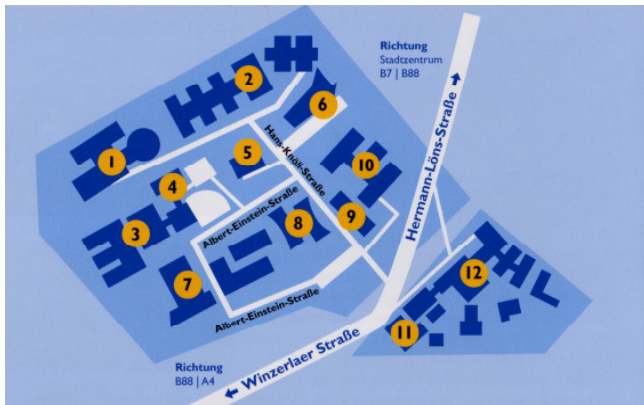 Richtung
Stadtzentrum
B7 | B88
2
6
Hermann-Löns-Straße
1
Hans-Knöll-Straße
5
10
4
Albert-Einstein-Straße
9
3
8
12
7
Albert-Einstein-Straße
11
Winzerlaer Straße
Richtung
B88 | A4